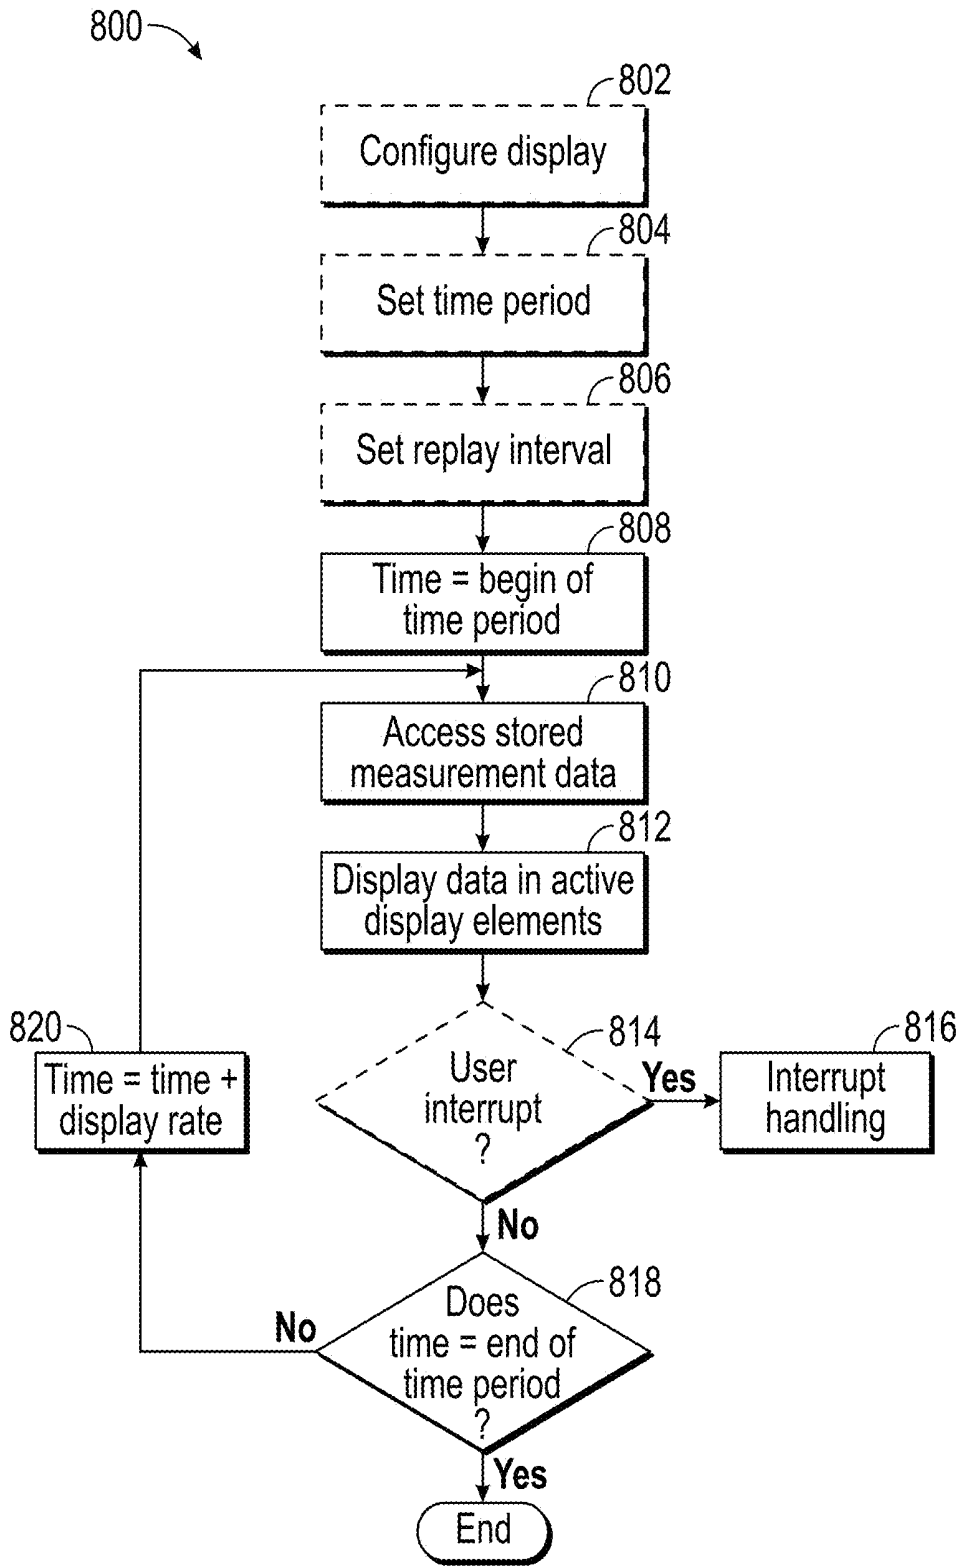 800
802
Configure display
804
Set time period
806
Set replay interval
808
Time = begin of
time period
810
Access stored
measurement data
812
Display data in active
display elements
814
User
interrupt
?
Yes
816
Interrupt
handling
No
818
Does
time = end of
time period
?
No
820
Time = time +
display rate
Yes
End